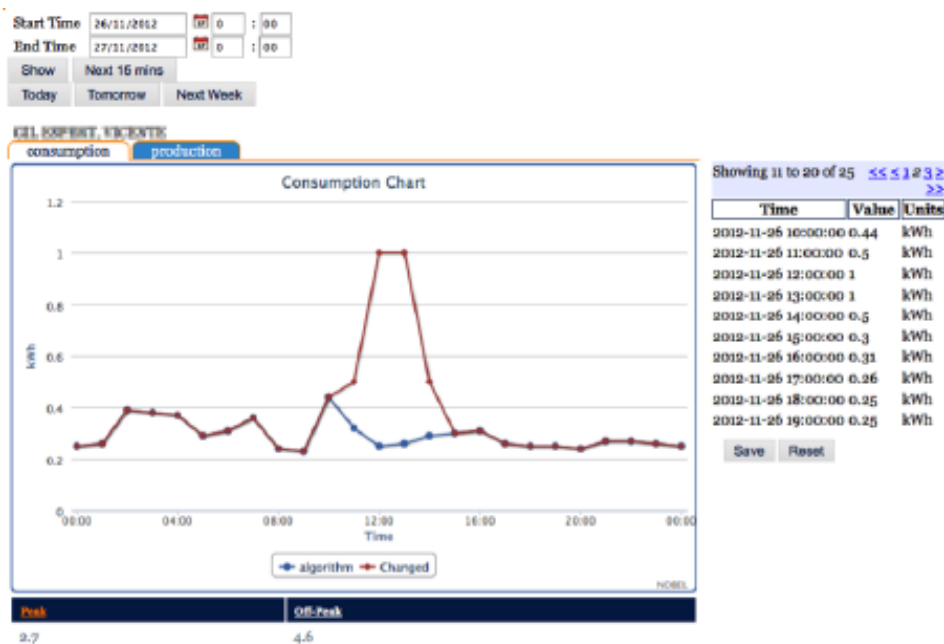 Start Time 26/11/2012 0 : 00
End Time 27/11/2012 0 : 00
Show Next 15 mins
Today Tomorrow Next Week
consumption production
Consumption Chart
1.2
1
0.8
0.6
0.4
0.2
0
kWh
00:00 04:00 08:00 12:00 16:00 20:00 00:00
Time
algorithm Changed
NOBEL
Peak Off-Peak
2.7 4.6
Showing 11 to 20 of 25 << < 1 2 3 >
>>
Time Value Units
2012-11-26 10:00:00 0.44 kWh
2012-11-26 11:00:00 0.5 kWh
2012-11-26 12:00:00 1 kWh
2012-11-26 13:00:00 1 kWh
2012-11-26 14:00:00 0.5 kWh
2012-11-26 15:00:00 0.3 kWh
2012-11-26 16:00:00 0.31 kWh
2012-11-26 17:00:00 0.26 kWh
2012-11-26 18:00:00 0.25 kWh
2012-11-26 19:00:00 0.25 kWh
Save Reset